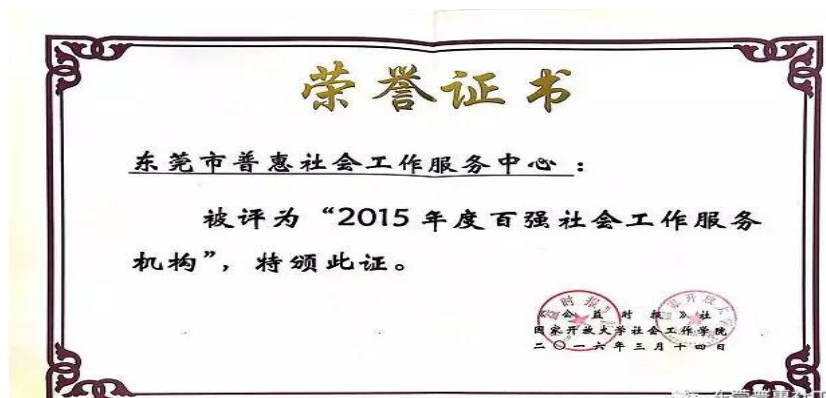 荣誉证书
东莞市普惠社会工作服务中心：
被评为“2015年度百强社会工作服务
机构”，特颁此证。
《公益时报》社
国家开放大学社会工作学院
二〇一六年三月十四日